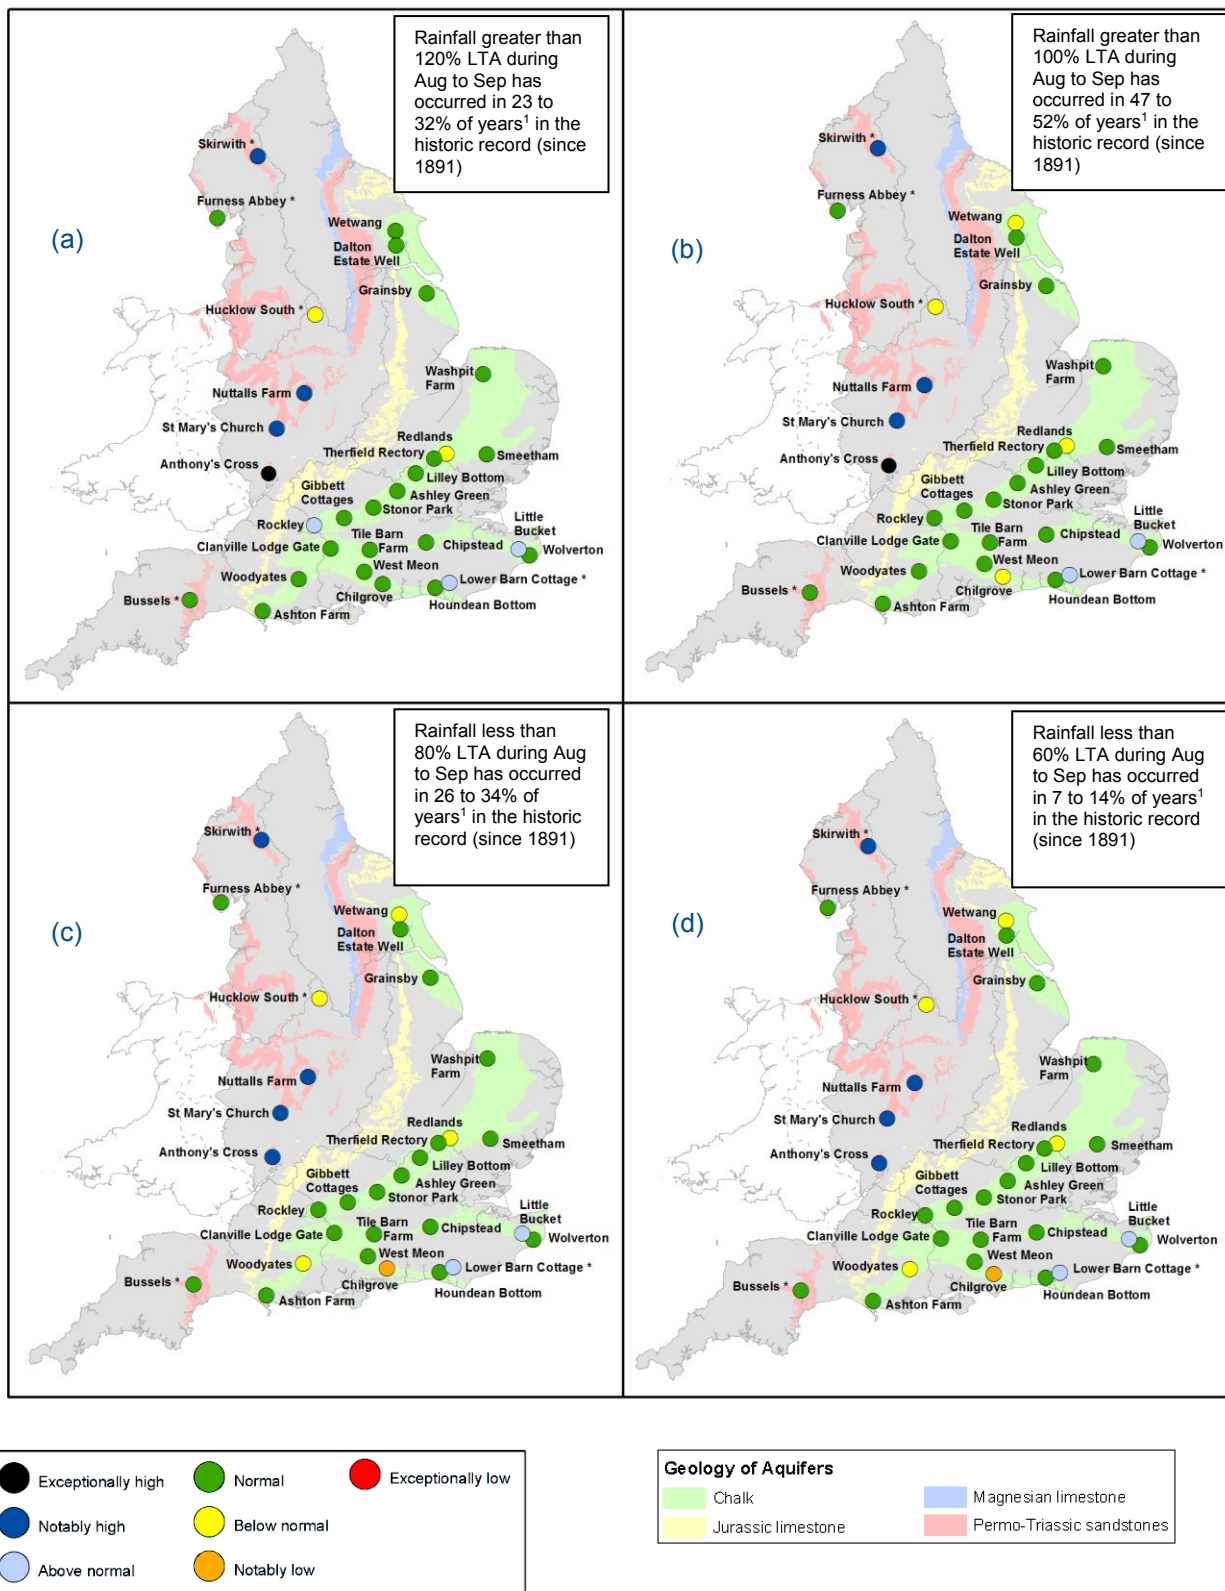 Rainfall greater than
120% LTA during
Aug to Sep has
occurred in 23 to
32% of years1 in the
historic record (since
1891)
(a)
Skirwith *
Furness Abbey *
Wetwang
Dalton
Estate Well
Grainsby
Hucklow South *
Washpit
Farm
Nuttalls Farm
St Mary's Church
Redlands
Therfield Rectory
Smeetham
Anthony's Cross
Lilley Bottom
Gibbett
Cottages
Ashley Green
Stonor Park
Rockley
Little
Bucket
Tile Barn
Farm
Clanville Lodge Gate
Chipstead
Wolverton
West Meon
Woodyates
Lower Barn Cottage *
Chilgrove
Bussels *
Houndean Bottom
Ashton Farm
Rainfall greater than
100% LTA during
Aug to Sep has
occurred in 47 to
52% of years1 in the
historic record (since
1891)
(b)
Skirwith *
Furness Abbey *
Wetwang
Dalton
Estate Well
Grainsby
Hucklow South *
Washpit
Farm
Nuttalls Farm
St Mary's Church
Redlands
Therfield Rectory
Smeetham
Anthony's Cross
Lilley Bottom
Gibbett
Cottages
Ashley Green
Stonor Park
Rockley
Little
Bucket
Tile Barn
Farm
Clanville Lodge Gate
Chipstead
Wolverton
West Meon
Woodyates
Lower Barn Cottage *
Chilgrove
Bussels *
Houndean Bottom
Ashton Farm
Rainfall less than
80% LTA during Aug
to Sep has occurred
in 26 to 34% of
years1 in the historic
record (since 1891)
(c)
Skirwith *
Furness Abbey *
Wetwang
Dalton
Estate Well
Grainsby
Hucklow South *
Washpit
Farm
Nuttalls Farm
St Mary's Church
Redlands
Therfield Rectory
Smeetham
Anthony's Cross
Lilley Bottom
Gibbett
Cottages
Ashley Green
Stonor Park
Rockley
Little
Bucket
Tile Barn
Farm
Clanville Lodge Gate
Chipstead
Wolverton
West Meon
Woodyates
Lower Barn Cottage *
Chilgrove
Bussels *
Houndean Bottom
Ashton Farm
Rainfall less than
60% LTA during Aug
to Sep has occurred
in 7 to 14% of years1
in the historic record
(since 1891)
(d)
Skirwith *
Furness Abbey *
Wetwang
Dalton
Estate Well
Grainsby
Hucklow South *
Washpit
Farm
Nuttalls Farm
St Mary's Church
Redlands
Therfield Rectory
Smeetham
Anthony's Cross
Lilley Bottom
Gibbett
Cottages
Ashley Green
Stonor Park
Rockley
Little
Bucket
Tile Barn
Farm
Clanville Lodge Gate
Chipstead
Wolverton
West Meon
Woodyates
Lower Barn Cottage *
Chilgrove
Bussels *
Houndean Bottom
Ashton Farm
Exceptionally high
Normal
Exceptionally low
Notably high
Below normal
Above normal
Notably low
Geology of Aquifers
Chalk
Magnesian limestone
Jurassic limestone
Permo-Triassic sandstones